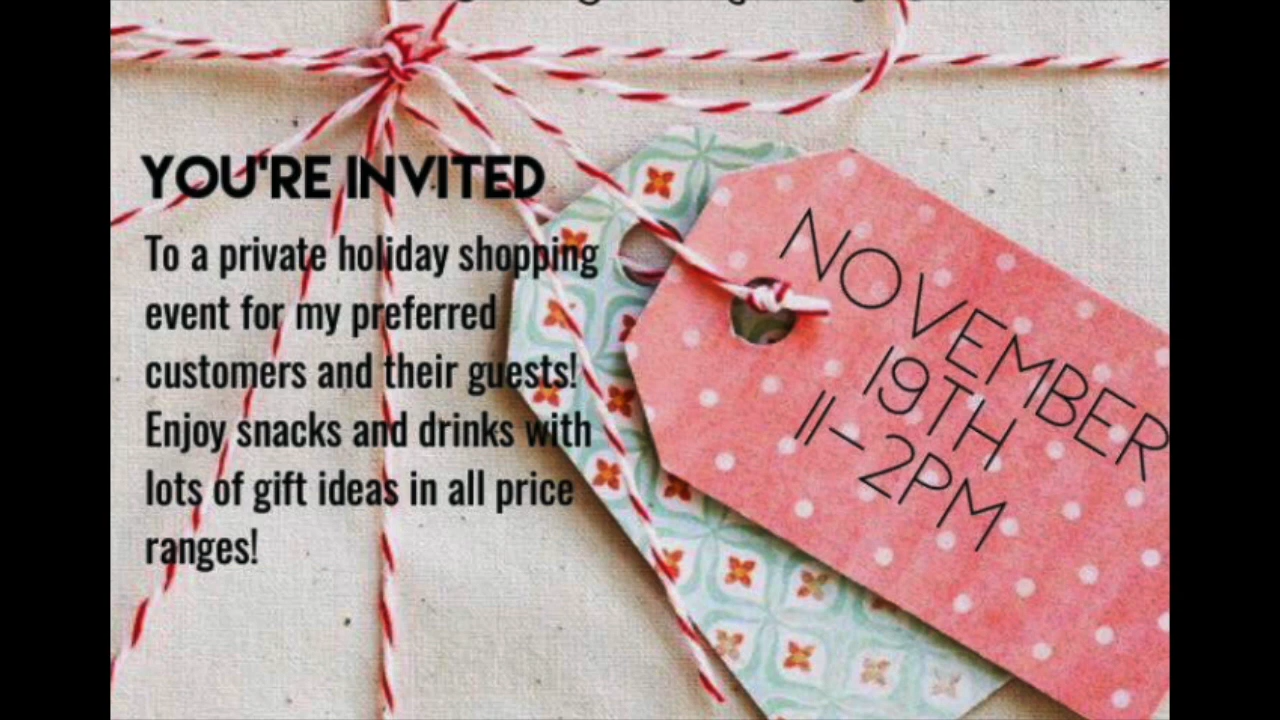 YOU'RE INVITED
To a private holiday shopping
event for my preferred
customers and their guests!
Enjoy snacks and drinks with
lots of gift ideas in all price
ranges!
NOVEMBER
19TH
11-2PM